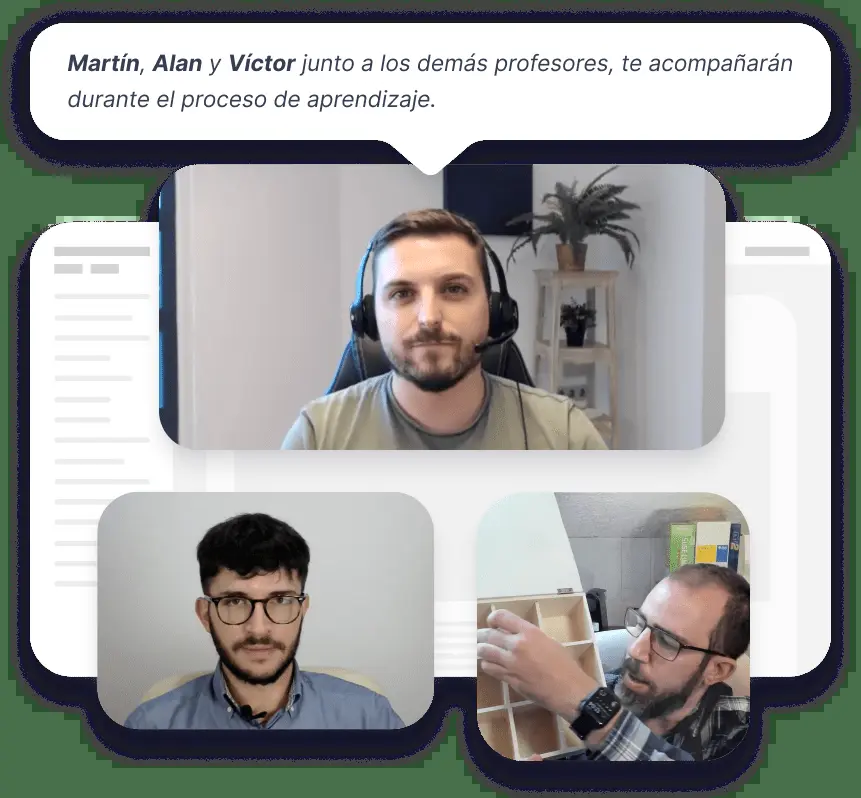 Martín, Alan y Víctor junto a los demás profesores, te acompañarán
durante el proceso de aprendizaje.